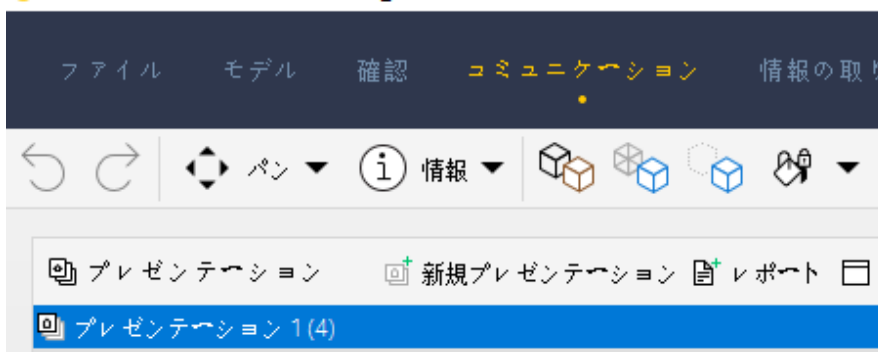 ファイル モデル 確認 コミュニケーション 情報の取り
パン 情報
プレゼンテーション 新規プレゼンテーション レポート
プレゼンテーション 1 (4)